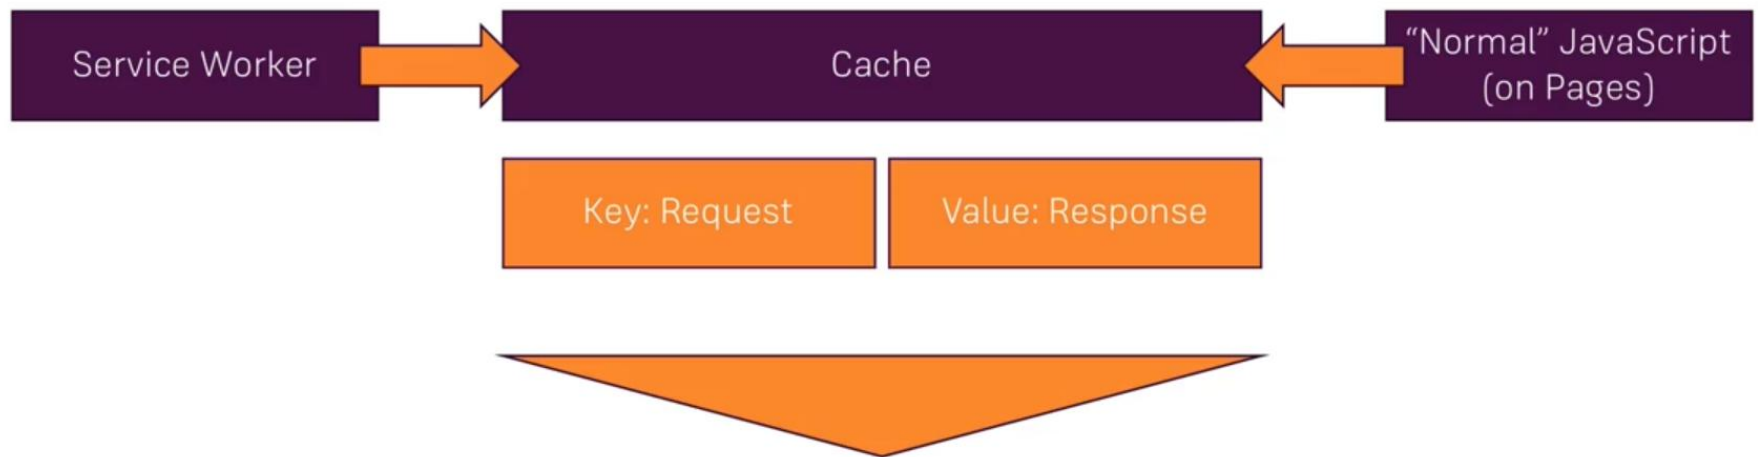 Service Worker
Cache
“Normal” JavaScript
(on Pages)
Key: Request
Value: Response